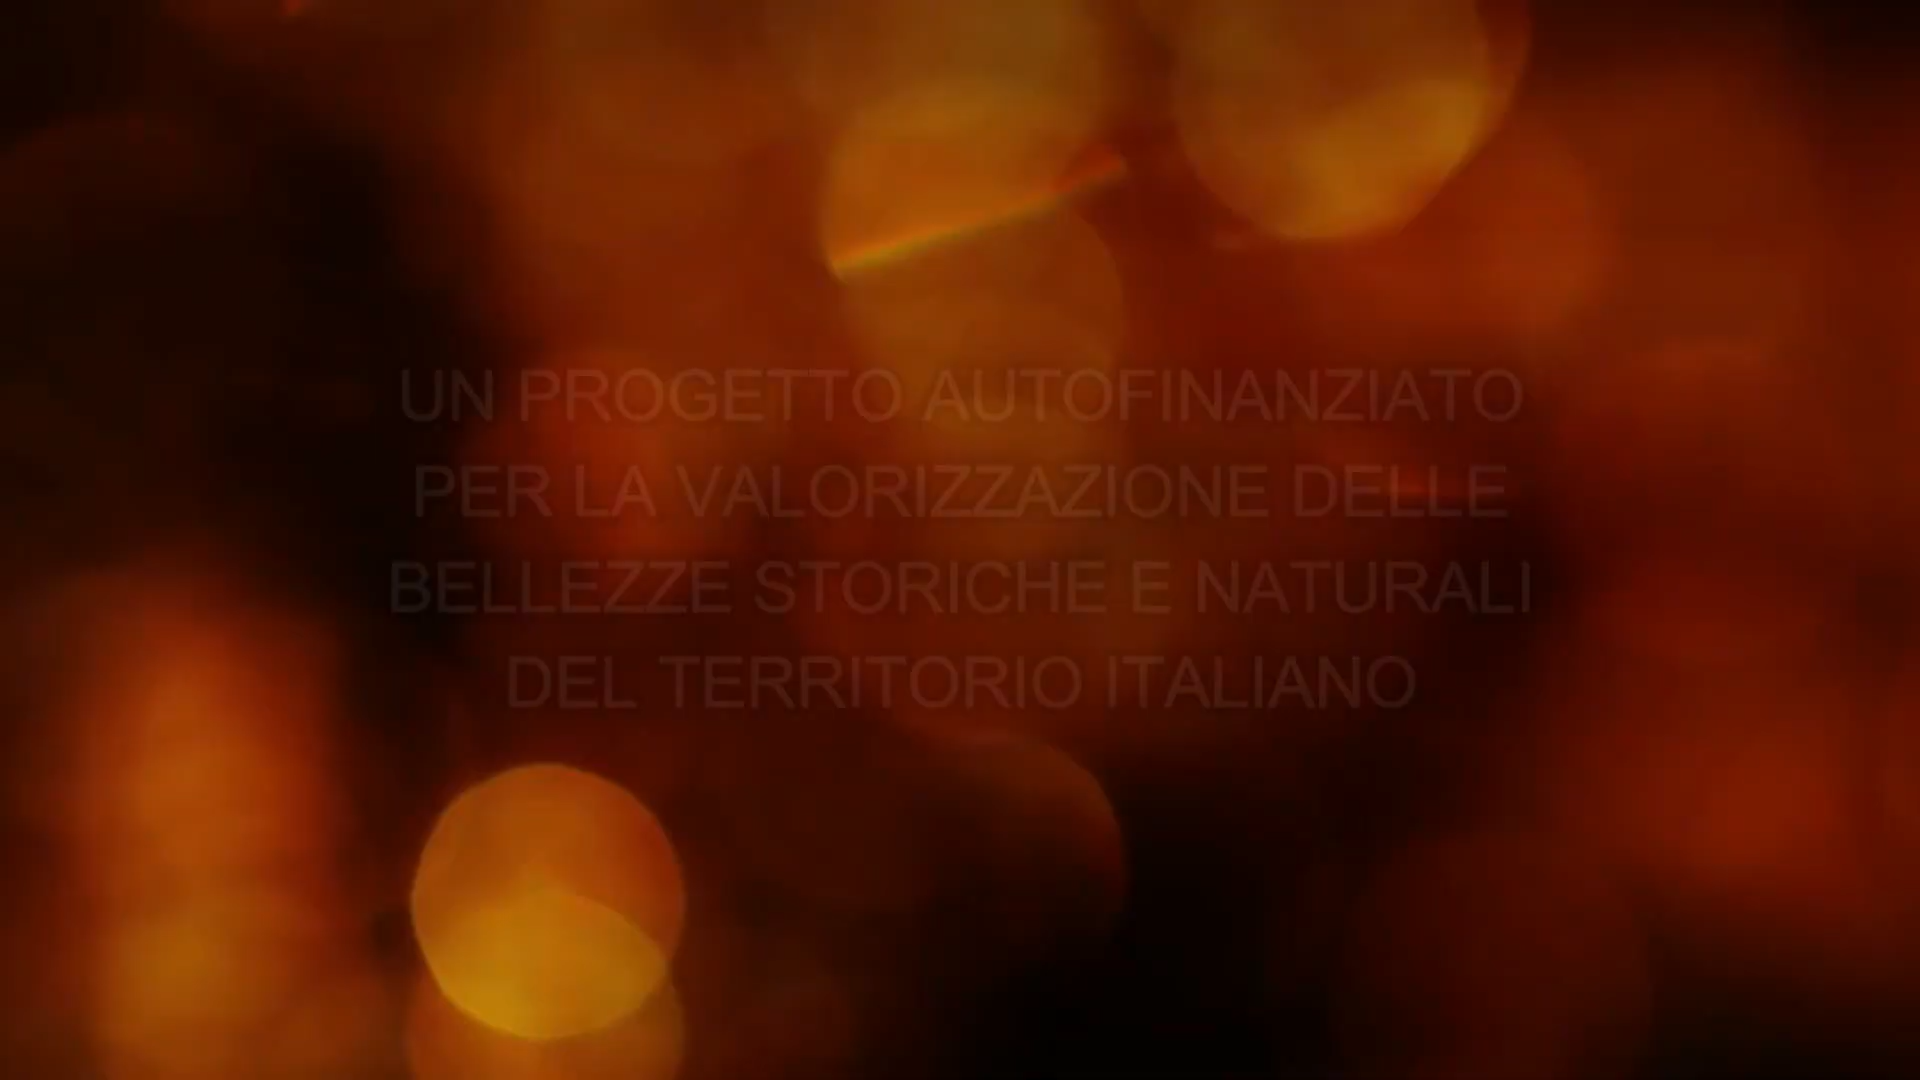 UN PROGETTO AUTOFINANZIATO
PER LA VALORIZZAZIONE DELLE
BELLEZZE STORICHE E NATURALI
DEL TERRITORIO ITALIANO